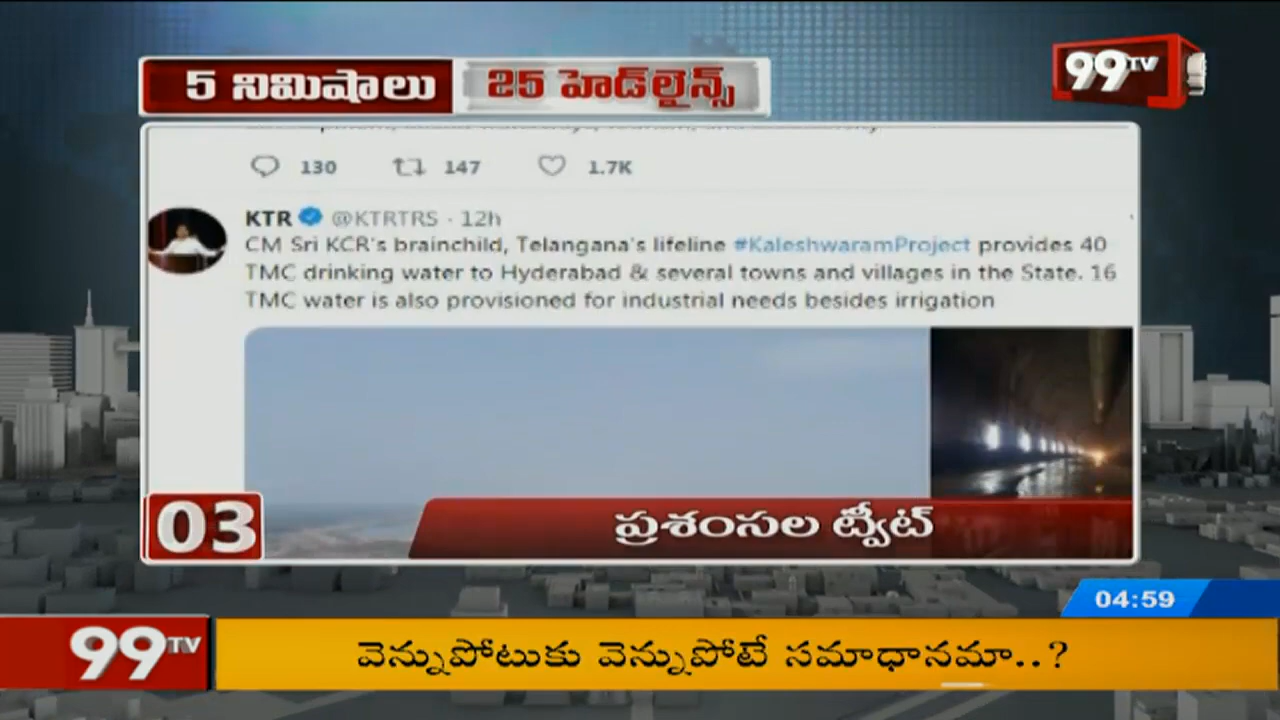 5 నిమిషాలు 25 హెడ్‌లైన్స్
99TV
130 147 1.7K
KTR @KTRTRS · 12h
CM Sri KCR's brainchild, Telangana's lifeline #KaleshwaramProject provides 40
TMC drinking water to Hyderabad & several towns and villages in the State. 16
TMC water is also provisioned for industrial needs besides irrigation
03 ప్రశంసల ట్వీట్
04:59
99TV వెన్నుపోటుకు వెన్నుపోటే సమాధానమా..?